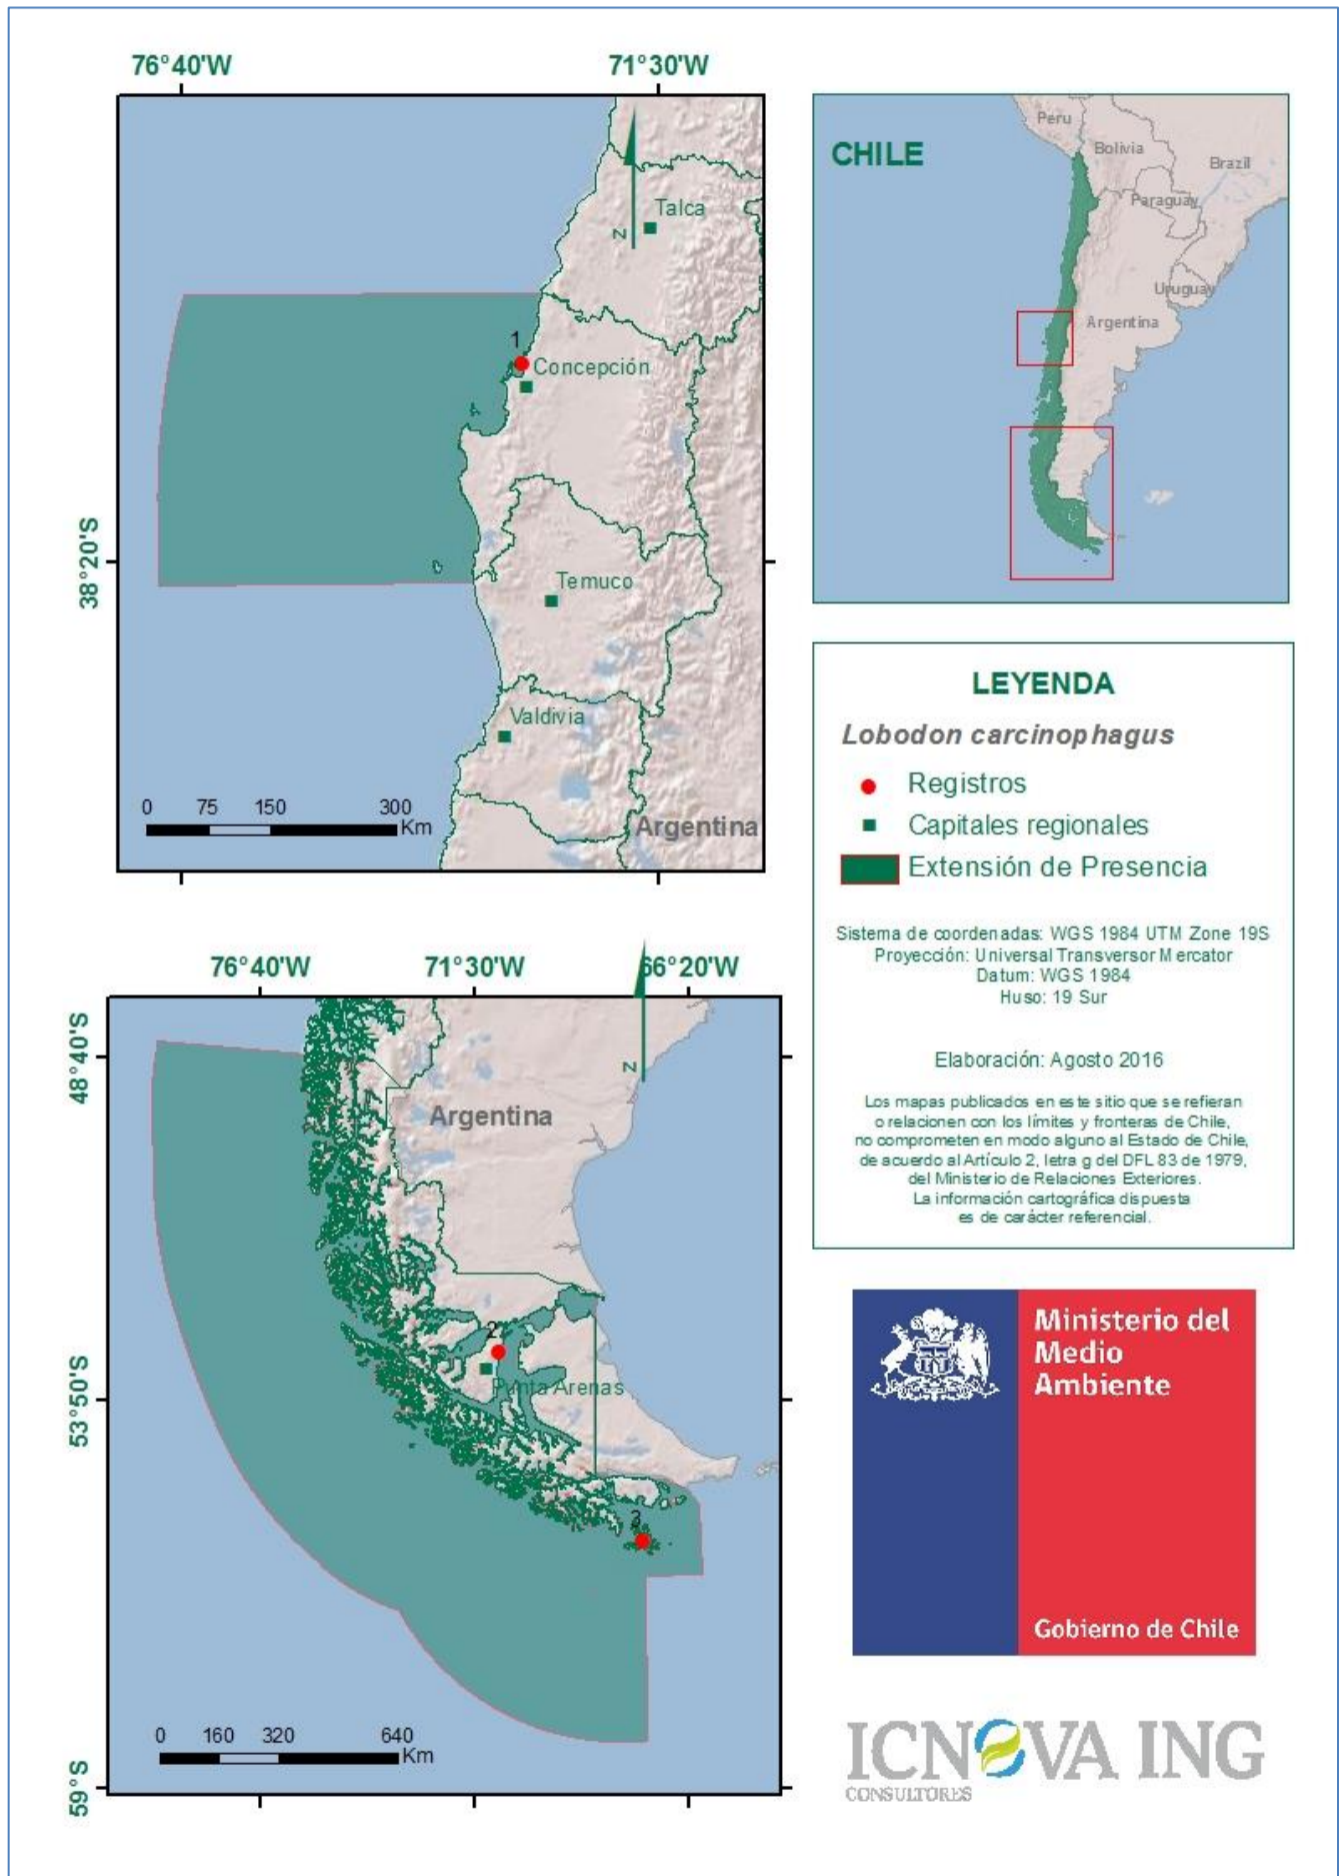 76°40'W
71°30'W
38°20'S
Talca
N
1
Concepción
Temuco
Valdivia
Argentina
0 75 150 300
Km
CHILE
Peru
Bolivia
Brazil
Paraguay
Uruguay
Argentina
LEYENDA
Lobodon carcinophagus
Registros
Capitales regionales
Extensión de Presencia
Sistema de coordenadas: WGS 1984 UTM Zone 19S
Proyección: Universal Transversor Mercator
Datum: WGS 1984
Huso: 19 Sur
Elaboración: Agosto 2016
Los mapas publicados en este sitio que se refieran
o relacionen con los límites y fronteras de Chile,
no comprometen en modo alguno al Estado de Chile,
de acuerdo al Artículo 2, letra g del DFL 83 de 1979,
del Ministerio de Relaciones Exteriores.
La información cartográfica dispuesta
es de carácter referencial.
76°40'W
71°30'W
66°20'W
48°40'S
53°50'S
59°S
N
Argentina
2
Punta Arenas
3
0 160 320 640
Km
Ministerio del
Medio
Ambiente
Gobierno de Chile
ICNOVA ING
CONSULTORES